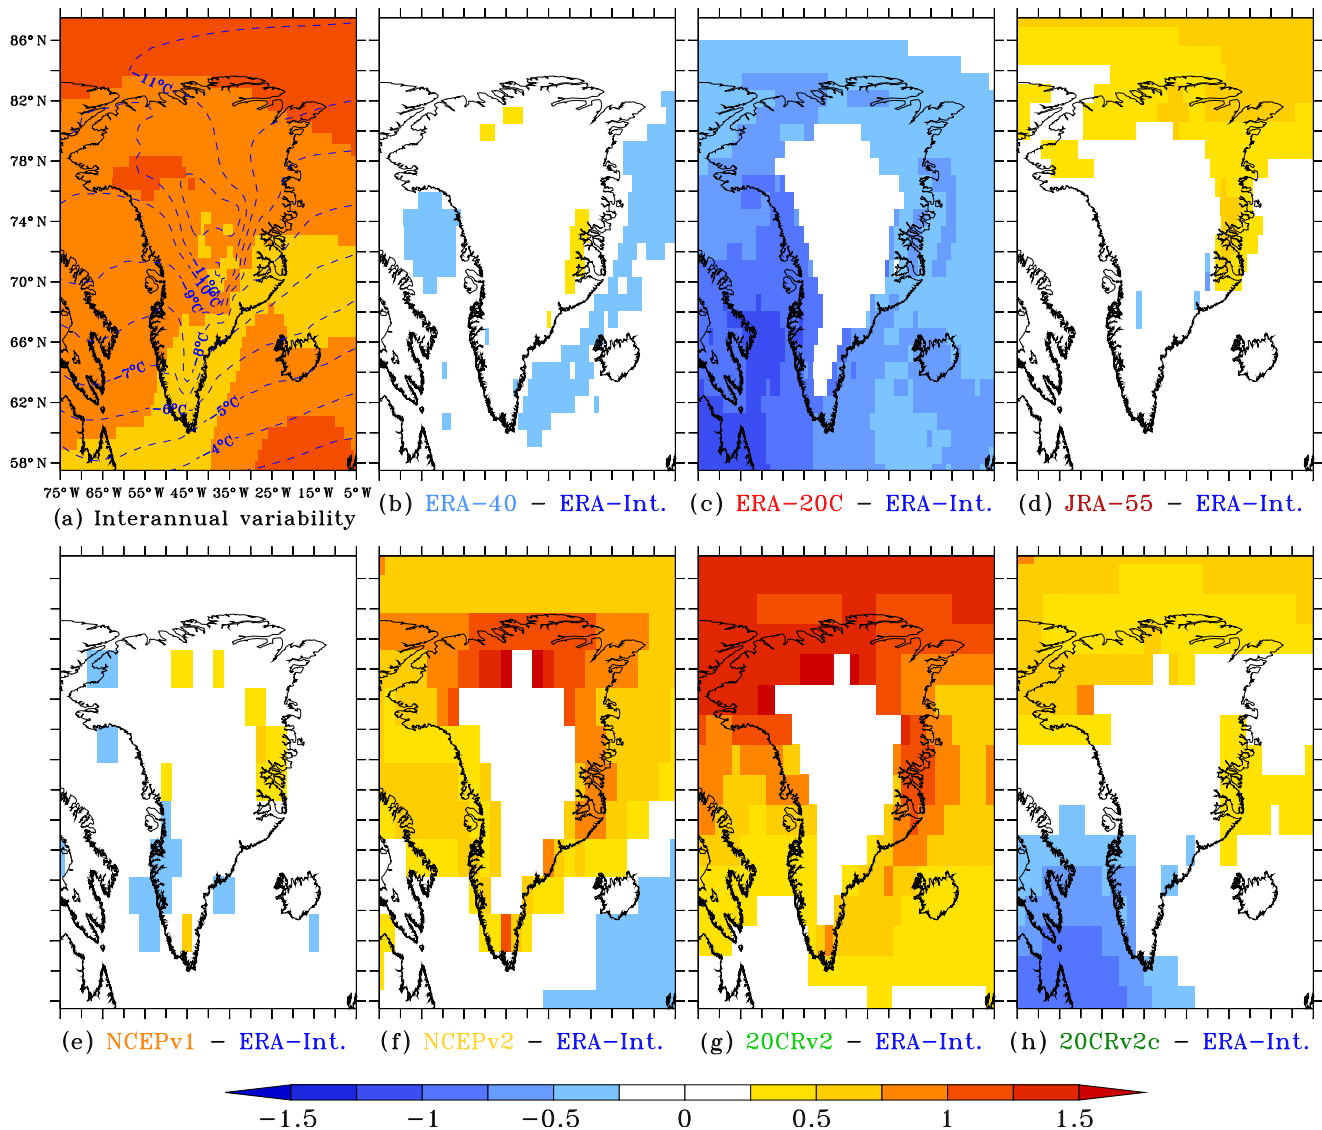 86° N
82° N
78° N
74° N
70° N
66° N
62° N
58° N
75° W 65° W 55° W 45° W 35° W 25° W 15° W 5° W
−11°C
−11°C
−10°C
−9°C
−8°C
−7°C
−6°C
−5°C
−4°C
(a) Interannual variability
(b) ERA−40 − ERA−Int.
(c) ERA−20C − ERA−Int.
(d) JRA−55 − ERA−Int.
(e) NCEPv1 − ERA−Int.
(f) NCEPv2 − ERA−Int.
(g) 20CRv2 − ERA−Int.
(h) 20CRv2c − ERA−Int.
−1.5 −1 −0.5 0 0.5 1 1.5